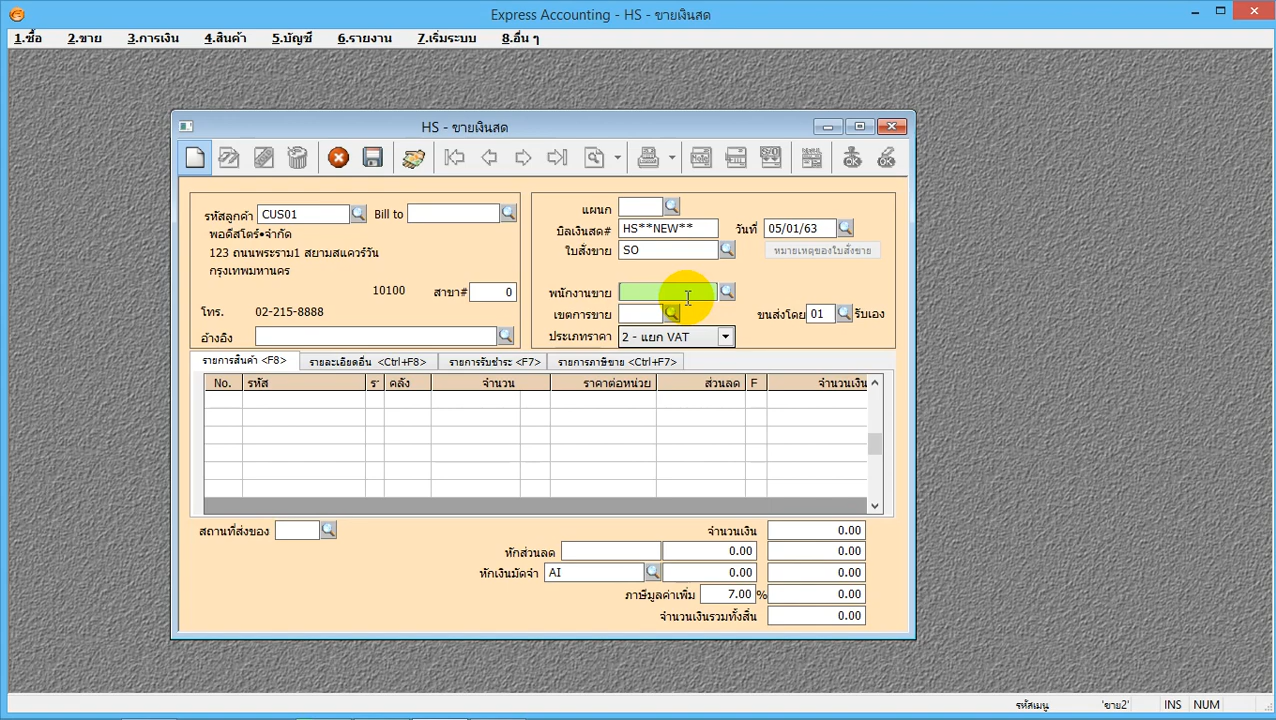 Express Accounting - HS - ขายเงินสด
1.ซื้อ 2.ขาย 3.การเงิน 4.สินค้า 5.บัญชี 6.รายงาน 7.เริ่มระบบ 8.อื่น ๆ
HS - ขายเงินสด
รหัสลูกค้า CUS01 Bill to
พอดีสโตร์•จำกัด
123 ถนนพระราม1 สยามสแควร์วัน
กรุงเทพมหานคร
10100 สาขา# 0
โทร. 02-215-8888
อ้างอิง
แผนก
บิลเงินสด# HS**NEW** วันที่ 05/01/63
ใบสั่งขาย SO หมายเหตุของใบสั่งขาย
พนักงานขาย
เขตการขาย ขนส่งโดย 01 รับเอง
ประเภทราคา 2 - แยก VAT
รายการสินค้า <F8> รายละเอียดอื่น <Ctrl+F8> รายการรับชำระ <F7> รายการภาษีขาย <Ctrl+F7>
No. รหัส คลัง จำนวน ราคาต่อหน่วย ส่วนลด F จำนวนเงิน
สถานที่ส่งของ
จำนวนเงิน 0.00
หักส่วนลด 0.00 0.00
หักเงินมัดจำ AI 0.00 0.00
ภาษีมูลค่าเพิ่ม 7.00 % 0.00
จำนวนเงินรวมทั้งสิ้น 0.00
รหัสเมนู 'ขาย2' INS NUM